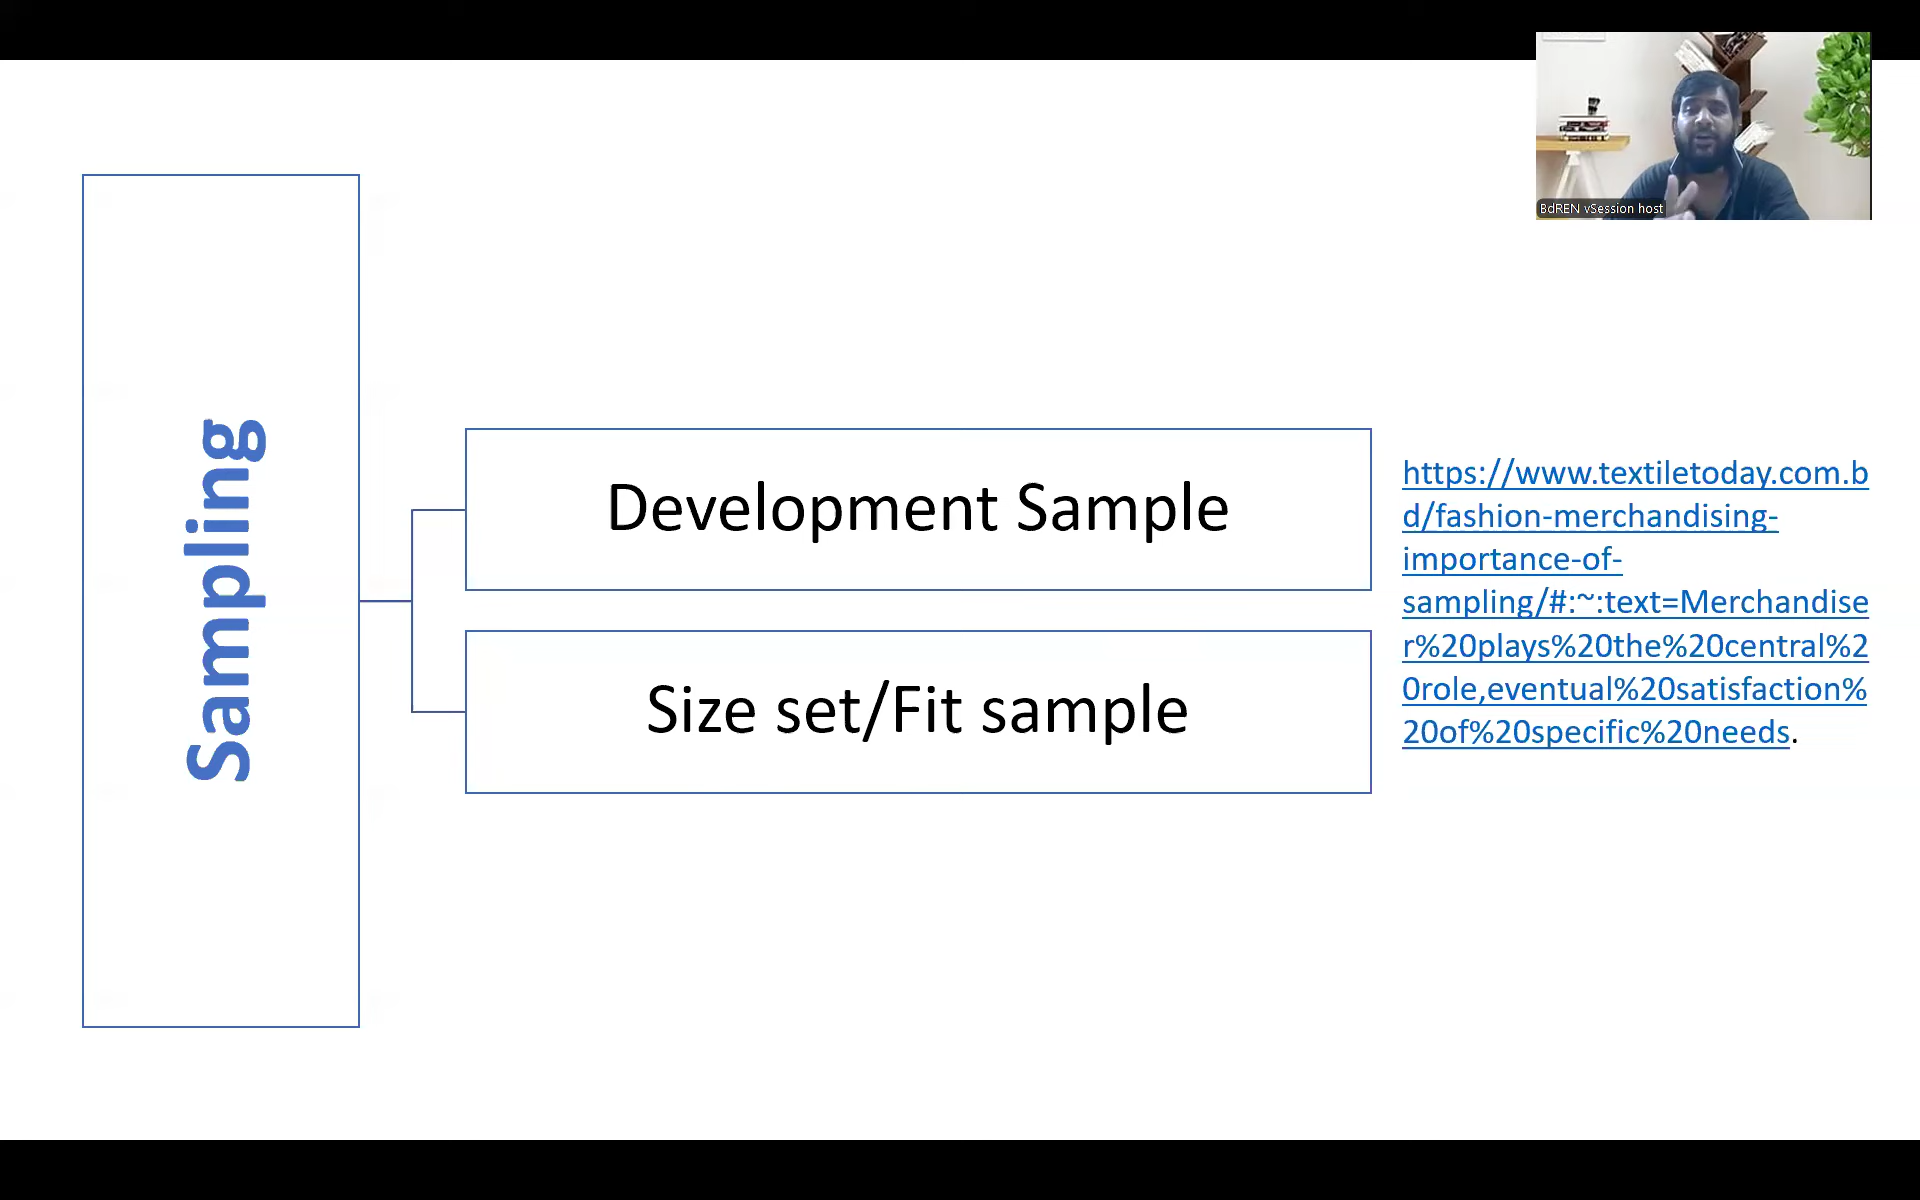 BdREN vSession host
Sampling
Development Sample
Size set/Fit sample
https://www.textiletoday.com.b
d/fashion-merchandising-
importance-of-
sampling/#:~:text=Merchandise
r%20plays%20the%20central%2
0role,eventual%20satisfaction%
20of%20specific%20needs.